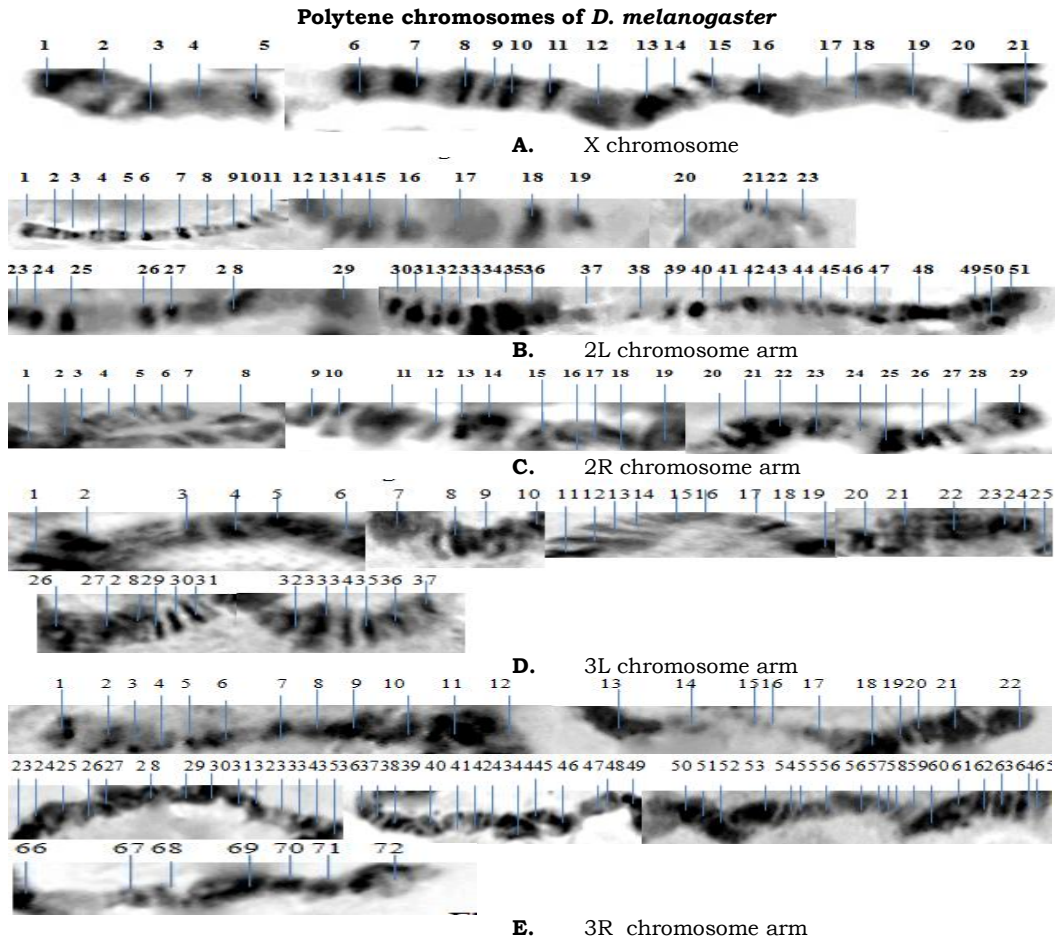 Polytene chromosomes of D. melanogaster
1 2 3 4 5 6 7 8 9 10 11 12 13 14 15 16 17 18 19 20 21
A. X chromosome
1 2 3 4 5 6 7 8 9 10 11 12 13 14 15 16 17 18 19 20 21 22 23
23 24 25 26 27 2 8 29 30 31 32 33 34 35 36 37 38 39 40 41 42 43 44 45 46 47 48 49 50 51
B. 2L chromosome arm
1 2 3 4 5 6 7 8 9 10 11 12 13 14 15 16 17 18 19 20 21 22 23 24 25 26 27 28 29
C. 2R chromosome arm
1 2 3 4 5 6 7 8 9 10 11 12 13 14 15 16 17 18 19 20 21 22 23 24 25
26 27 2 8 29 30 31 32 33 34 35 36 37
D. 3L chromosome arm
1 2 3 4 5 6 7 8 9 10 11 12 13 14 15 16 17 18 19 20 21 22
23 24 25 26 27 28 29 30 31 32 33 43 53 6 37 38 39 40 41 42 43 44 45 46 47 48 49 50 51 52 53 54 55 56 57 58 59 60 61 62 63 64 65
66 67 68 69 70 71 72
E. 3R chromosome arm